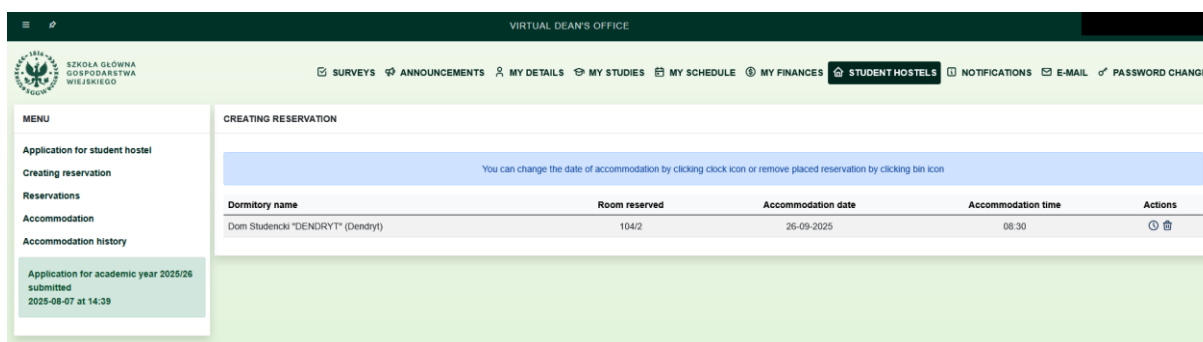 VIRTUAL DEAN'S OFFICE
1816
SGGW
SZKOŁA GŁÓWNA
GOSPODARSTWA
WIEJSKIEGO
SURVEYS ANNOUNCEMENTS MY DETAILS MY STUDIES MY SCHEDULE MY FINANCES STUDENT HOSTELS NOTIFICATIONS E-MAIL PASSWORD CHANGE
MENU
Application for student hostel
Creating reservation
Reservations
Accommodation
Accommodation history
Application for academic year 2025/26
submitted
2025-08-07 at 14:39
CREATING RESERVATION
You can change the date of accommodation by clicking clock icon or remove placed reservation by clicking bin icon
Dormitory name Room reserved Accommodation date Accommodation time Actions
Dom Studencki "DENDRYT" (Dendryt) 104/2 26-09-2025 08:30